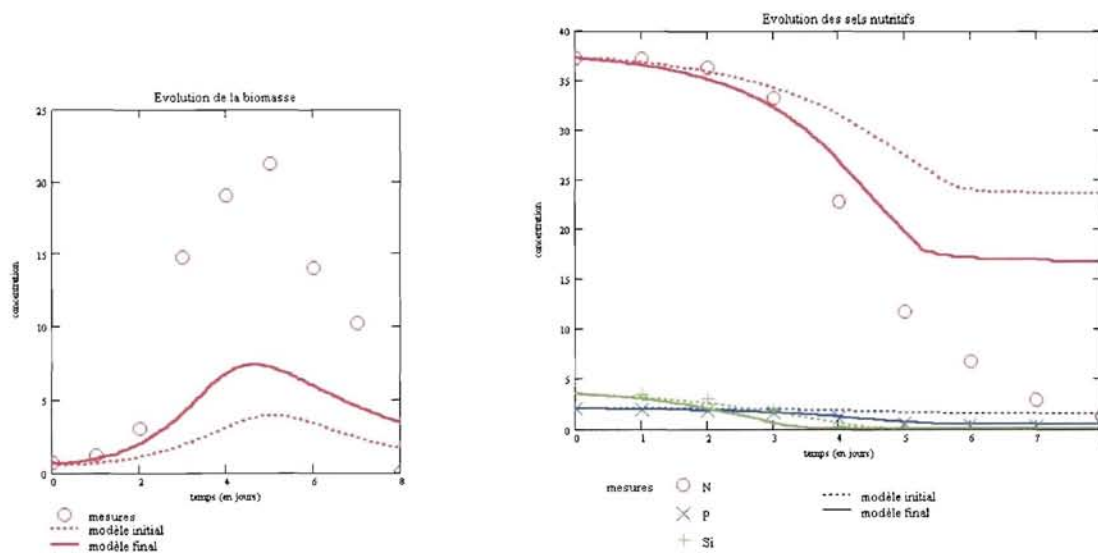 Evolution de la biomasse
25
20
15
10
5
0
concentration
0 2 4 6 8
temps (en jours)
mesures
modèle initial
modèle final
Evolution des sels nutritifs
40
35
30
25
20
15
10
5
0
concentration
0 1 2 3 4 5 6 7
temps (en jours)
mesures N
P
Si
modèle initial
modèle final